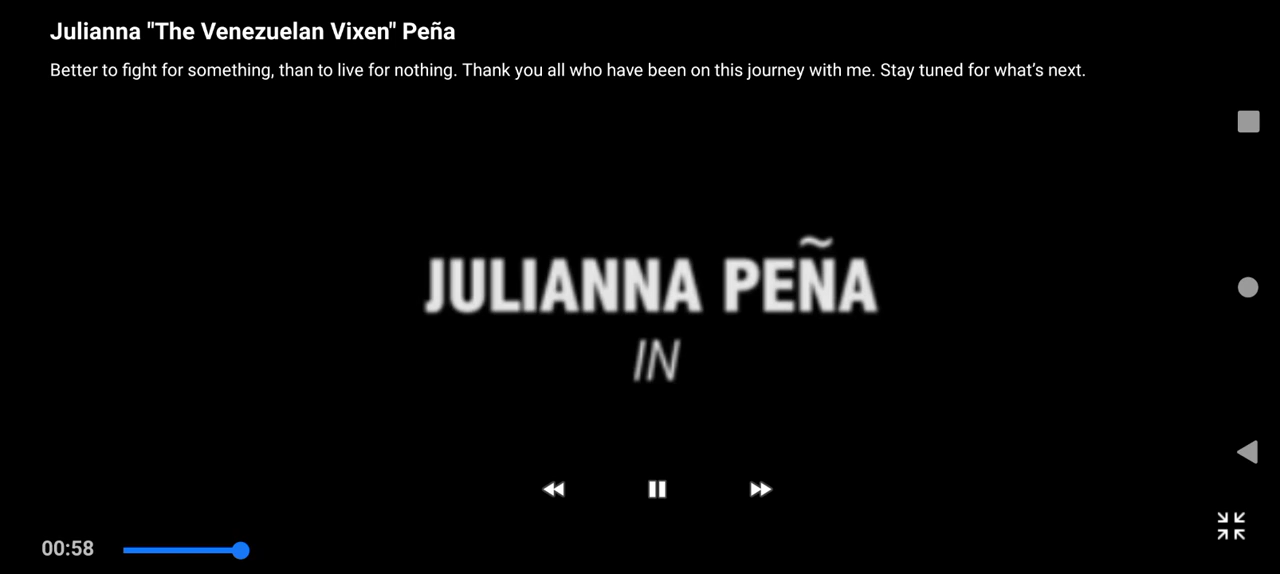 Julianna "The Venezuelan Vixen" Peña
Better to fight for something, than to live for nothing. Thank you all who have been on this journey with me. Stay tuned for what's next.
JULIANNA PEÑA
IN
00:58